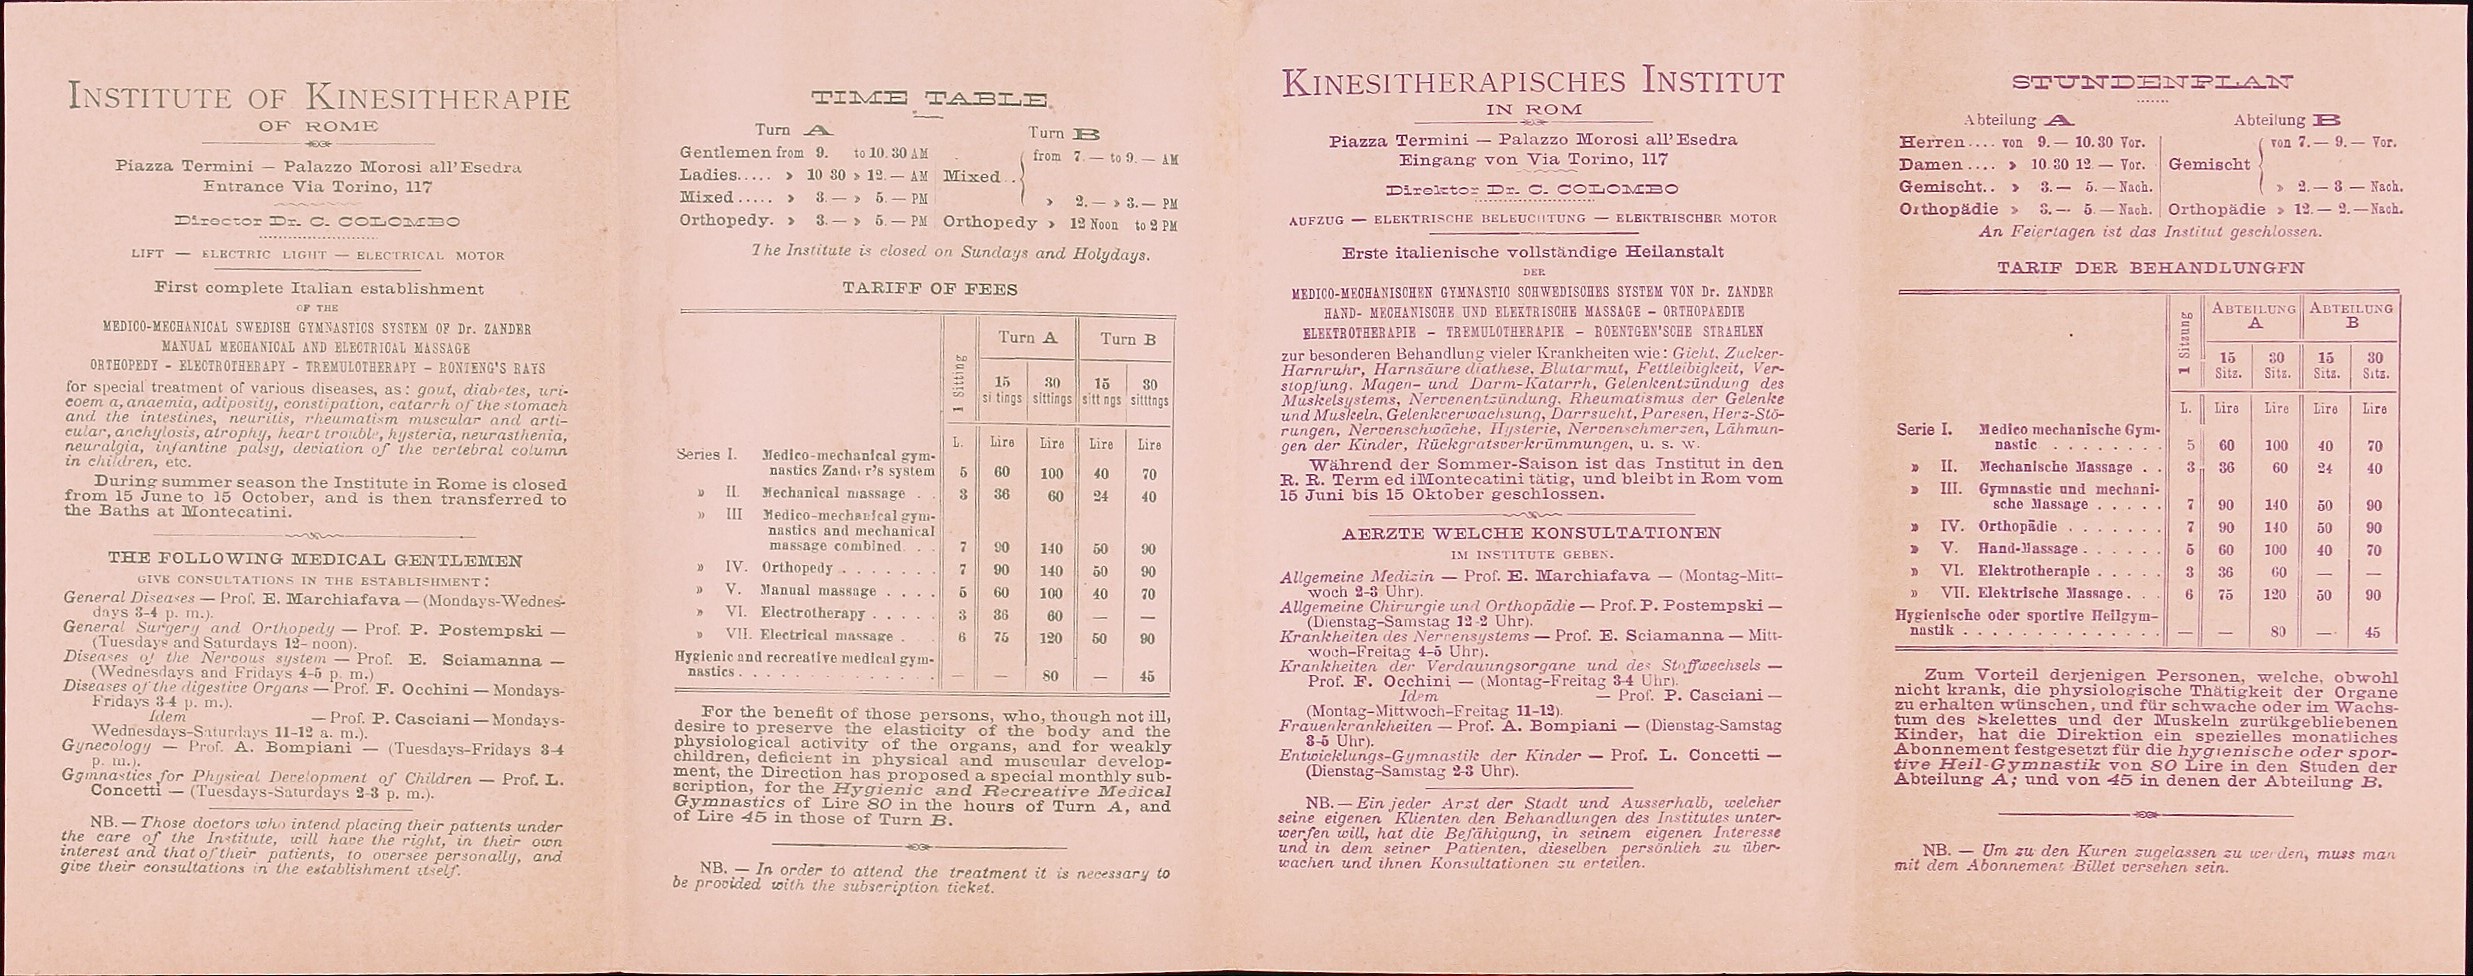 INSTITUTE OF KINESITHERAPIE
OF ROME
Piazza Termini — Palazzo Morosi all'Esedra
Entrance Via Torino, 117
Director Dr. C. COLOMBO
LIFT — ELECTRIC LIGHT — ELECTRICAL MOTOR
First complete Italian establishment
OF THE
MEDICO-MECHANICAL SWEDISH GYMNASTICS SYSTEM OF Dr. ZANDER
MANUAL MECHANICAL AND ELECTRICAL MASSAGE
ORTHOPEDY - ELECTROTHERAPY - TREMULOTHERAPY - RONTENG'S RAYS
for special treatment of various diseases, as: gout, diabetes, uri-
coem a, anaemia, adiposity, constipation, catarrh of the stomach
and the intestines, neuritis, rheumatism muscular and arti-
cular, anchylosis, atrophy, heart trouble, hysteria, neurasthenia,
neuralgia, infantine palsy, deviation of the vertebral column
in children, etc.
During summer season the Institute in Rome is closed
from 15 June to 15 October, and is then transferred to
the Baths at Montecatini.
THE FOLLOWING MEDICAL GENTLEMEN
GIVE CONSULTATIONS IN THE ESTABLISHMENT:
General Diseases — Prof. E. Marchiafava — (Mondays-Wednes-
days 3-4 p. m.).
General Surgery and Orthopedy — Prof. P. Postempski —
(Tuesdays and Saturdays 12- noon).
Diseases of the Nervous system — Prof. E. Sciamanna —
(Wednesdays and Fridays 4-5 p. m.)
Diseases of the digestive Organs — Prof. F. Occhini — Mondays-
Fridays 3-4 p. m.).
Idem — Prof. P. Casciani — Mondays-
Wednesdays-Saturdays 11-12 a. m.).
Gynecology — Prof. A. Bompiani — (Tuesdays-Fridays 3-4
p. m.).
Ggmnastics for Physical Development of Children — Prof. L.
Concetti — (Tuesdays-Saturdays 2-3 p. m.).
NB. — Those doctors who intend placing their patients under
the care of the Institute, will have the right, in their own
interest and that of their patients, to oversee personally, and
give their consultations in the establishment itself.
TIME TABLE
Turn A Turn B
Gentlemen from 9. to 10.30 AM from 7. — to 9. — AM
Ladies..... » 10 30 » 12. — AM Mixed..
Mixed..... » 3. — » 5. — PM » 2. — » 3. — PM
Orthopedy. » 3. — » 5. — PM Orthopedy » 12 Noon to 2 PM
The Institute is closed on Sundays and Holydays.
TARIFF OF FEES
1 Sitting Turn A Turn B
15 30 15 30
si tings sittings sitt ngs sitttngs
L. Lire Lire Lire Lire
Series I. Medico-mechanical gym-
nastics Zander's system 5 60 100 40 70
» II. Mechanical massage . . 3 36 60 24 40
» III Medico-mechanical gym-
nastics and mechanical
massage combined. . . 7 90 140 50 90
» IV. Orthopedy . . . . . . . 7 90 140 50 90
» V. Manual massage . . . . 5 60 100 40 70
» VI. Electrotherapy . . . . . 3 36 60 — —
» VII. Electrical massage . . 6 75 120 50 90
Hygienic and recreative medical gym-
nastics . . . . . . . . . . . . . — — 80 — 45
For the benefit of those persons, who, though not ill,
desire to preserve the elasticity of the body and the
physiological activity of the organs, and for weakly
children, deficient in physical and muscular develop-
ment, the Direction has proposed a special monthly sub-
scription, for the Hygienic and Recreative Medical
Gymnastics of Lire 80 in the hours of Turn A, and
of Lire 45 in those of Turn B.
NB. — In order to attend the treatment it is necessary to
be provided with the subscription ticket.
KINESITHERAPISCHES INSTITUT
IN ROM
Piazza Termini — Palazzo Morosi all'Esedra
Eingang von Via Torino, 117
Direktor Dr. C. COLOMBO
AUFZUG — ELEKTRISCHE BELEUCHTUNG — ELEKTRISCHER MOTOR
Erste italienische vollständige Heilanstalt
DER
MEDICO-MECHANISCHEN GYMNASTIC SCHWEDISCHES SYSTEM VON Dr. ZANDER
HAND- MECHANISCHE UND ELEKTRISCHE MASSAGE - ORTHOPAEDIE
ELEKTROTHERAPIE - TREMULOTHERAPIE - ROENTGEN'SCHE STRAHLEN
zur besonderen Behandlung vieler Krankheiten wie: Gicht, Zucker-
Harnruhr, Harnsäure diathese, Blutarmut, Fettleibigkeit, Ver-
stopfung, Magen- und Darm-Katarrh, Gelenkentzündung des
Muskelsystems, Nervenentzündung, Rheumatismus der Gelenke
und Muskeln, Gelenkverwachsung, Darrsucht, Paresen, Herz-Stö-
rungen, Nervenschwäche, Hysterie, Nervenschmerzen, Lähmun-
gen der Kinder, Rückgratsverkrümmungen, u. s. w.
Während der Sommer-Saison ist das Institut in den
R. R. Term ed iMontecatini tätig, und bleibt in Rom vom
15 Juni bis 15 Oktober geschlossen.
AERZTE WELCHE KONSULTATIONEN
IM INSTITUTE GEBEN.
Allgemeine Medizin — Prof. E. Marchiafava — (Montag-Mitt-
woch 2-3 Uhr).
Allgemeine Chirurgie und Orthopädie — Prof. P. Postempski —
(Dienstag-Samstag 12-2 Uhr).
Krankheiten des Nervensystems — Prof. E. Sciamanna — Mitt-
woch-Freitag 4-5 Uhr).
Krankheiten der Verdauungsorgane und des Stoffwechsels —
Prof. F. Occhini — (Montag-Freitag 3-4 Uhr).
Idem — Prof. P. Casciani —
(Montag-Mittwoch-Freitag 11-12).
Frauenkrankheiten — Prof. A. Bompiani — (Dienstag-Samstag
3-5 Uhr).
Entwicklungs-Gymnastik der Kinder — Prof. L. Concetti —
(Dienstag-Samstag 2-3 Uhr).
NB. — Ein jeder Arzt der Stadt und Ausserhalb, welcher
seine eigenen Klienten den Behandlungen des Institutes unter-
werfen will, hat die Befähigung, in seinem eigenen Interesse
und in dem seiner Patienten, dieselben persönlich zu über-
wachen und ihnen Konsultationen zu erteilen.
STUNDENPLAN
Abteilung A Abteilung B
Herren.... von 9. — 10.30 Vor. von 7. — 9. — Vor.
Damen.... » 10 30 12 — Vor. Gemischt
Gemischt.. » 3. — 5. — Nach. » 2. — 3 — Nach.
Orthopädie » 3. — 5. — Nach. Orthopädie » 12. — 2. — Nach.
An Feiertagen ist das Institut geschlossen.
TARIF DER BEHANDLUNGFN
1 Sitzung ABTEILUNG A ABTEILUNG B
15 30 15 30
Sitz. Sitz. Sitz. Sitz.
L. Lire Lire Lire Lire
Serie I. Medico mechanische Gym-
nastic . . . . . . . . 5 60 100 40 70
» II. Mechanische Massage . . 3 36 60 24 40
» III. Gymnastic und mechani-
sche Massage . . . . . 7 90 140 50 90
» IV. Orthopädie . . . . . . . 7 90 140 50 90
» V. Hand-Massage . . . . . . 5 60 100 40 70
» VI. Elektrotherapie . . . . . 3 36 60 — —
» VII. Elektrische Massage. . . 6 75 120 50 90
Hygienische oder sportive Heilgym-
nastik . . . . . . . . . . . . . . — — 80 — 45
Zum Vorteil derjenigen Personen, welche, obwohl
nicht krank, die physiologische Thätigkeit der Organe
zu erhalten wünschen, und für schwache oder im Wachs-
tum des Skelettes und der Muskeln zurükgebliebenen
Kinder, hat die Direktion ein spezielles monatliches
Abonnement festgesetzt für die hygienische oder spor-
tive Heil-Gymnastik von 80 Lire in den Studen der
Abteilung A; und von 45 in denen der Abteilung B.
NB. — Um zu den Kuren zugelassen zu werden, muss man
mit dem Abonnement Billet versehen sein.